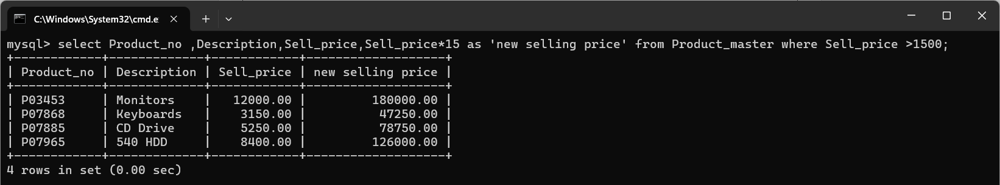 C:\Windows\System32\cmd.e
mysql> select Product_no ,Description,Sell_price,Sell_price*15 as 'new selling price' from Product_master where Sell_price >1500;
+------------+-------------+------------+-------------------+
| Product_no | Description | Sell_price | new selling price |
+------------+-------------+------------+-------------------+
| P03453     | Monitors    |   12000.00 |         180000.00 |
| P07868     | Keyboards   |    3150.00 |          47250.00 |
| P07885     | CD Drive    |    5250.00 |          78750.00 |
| P07965     | 540 HDD     |    8400.00 |         126000.00 |
+------------+-------------+------------+-------------------+
4 rows in set (0.00 sec)